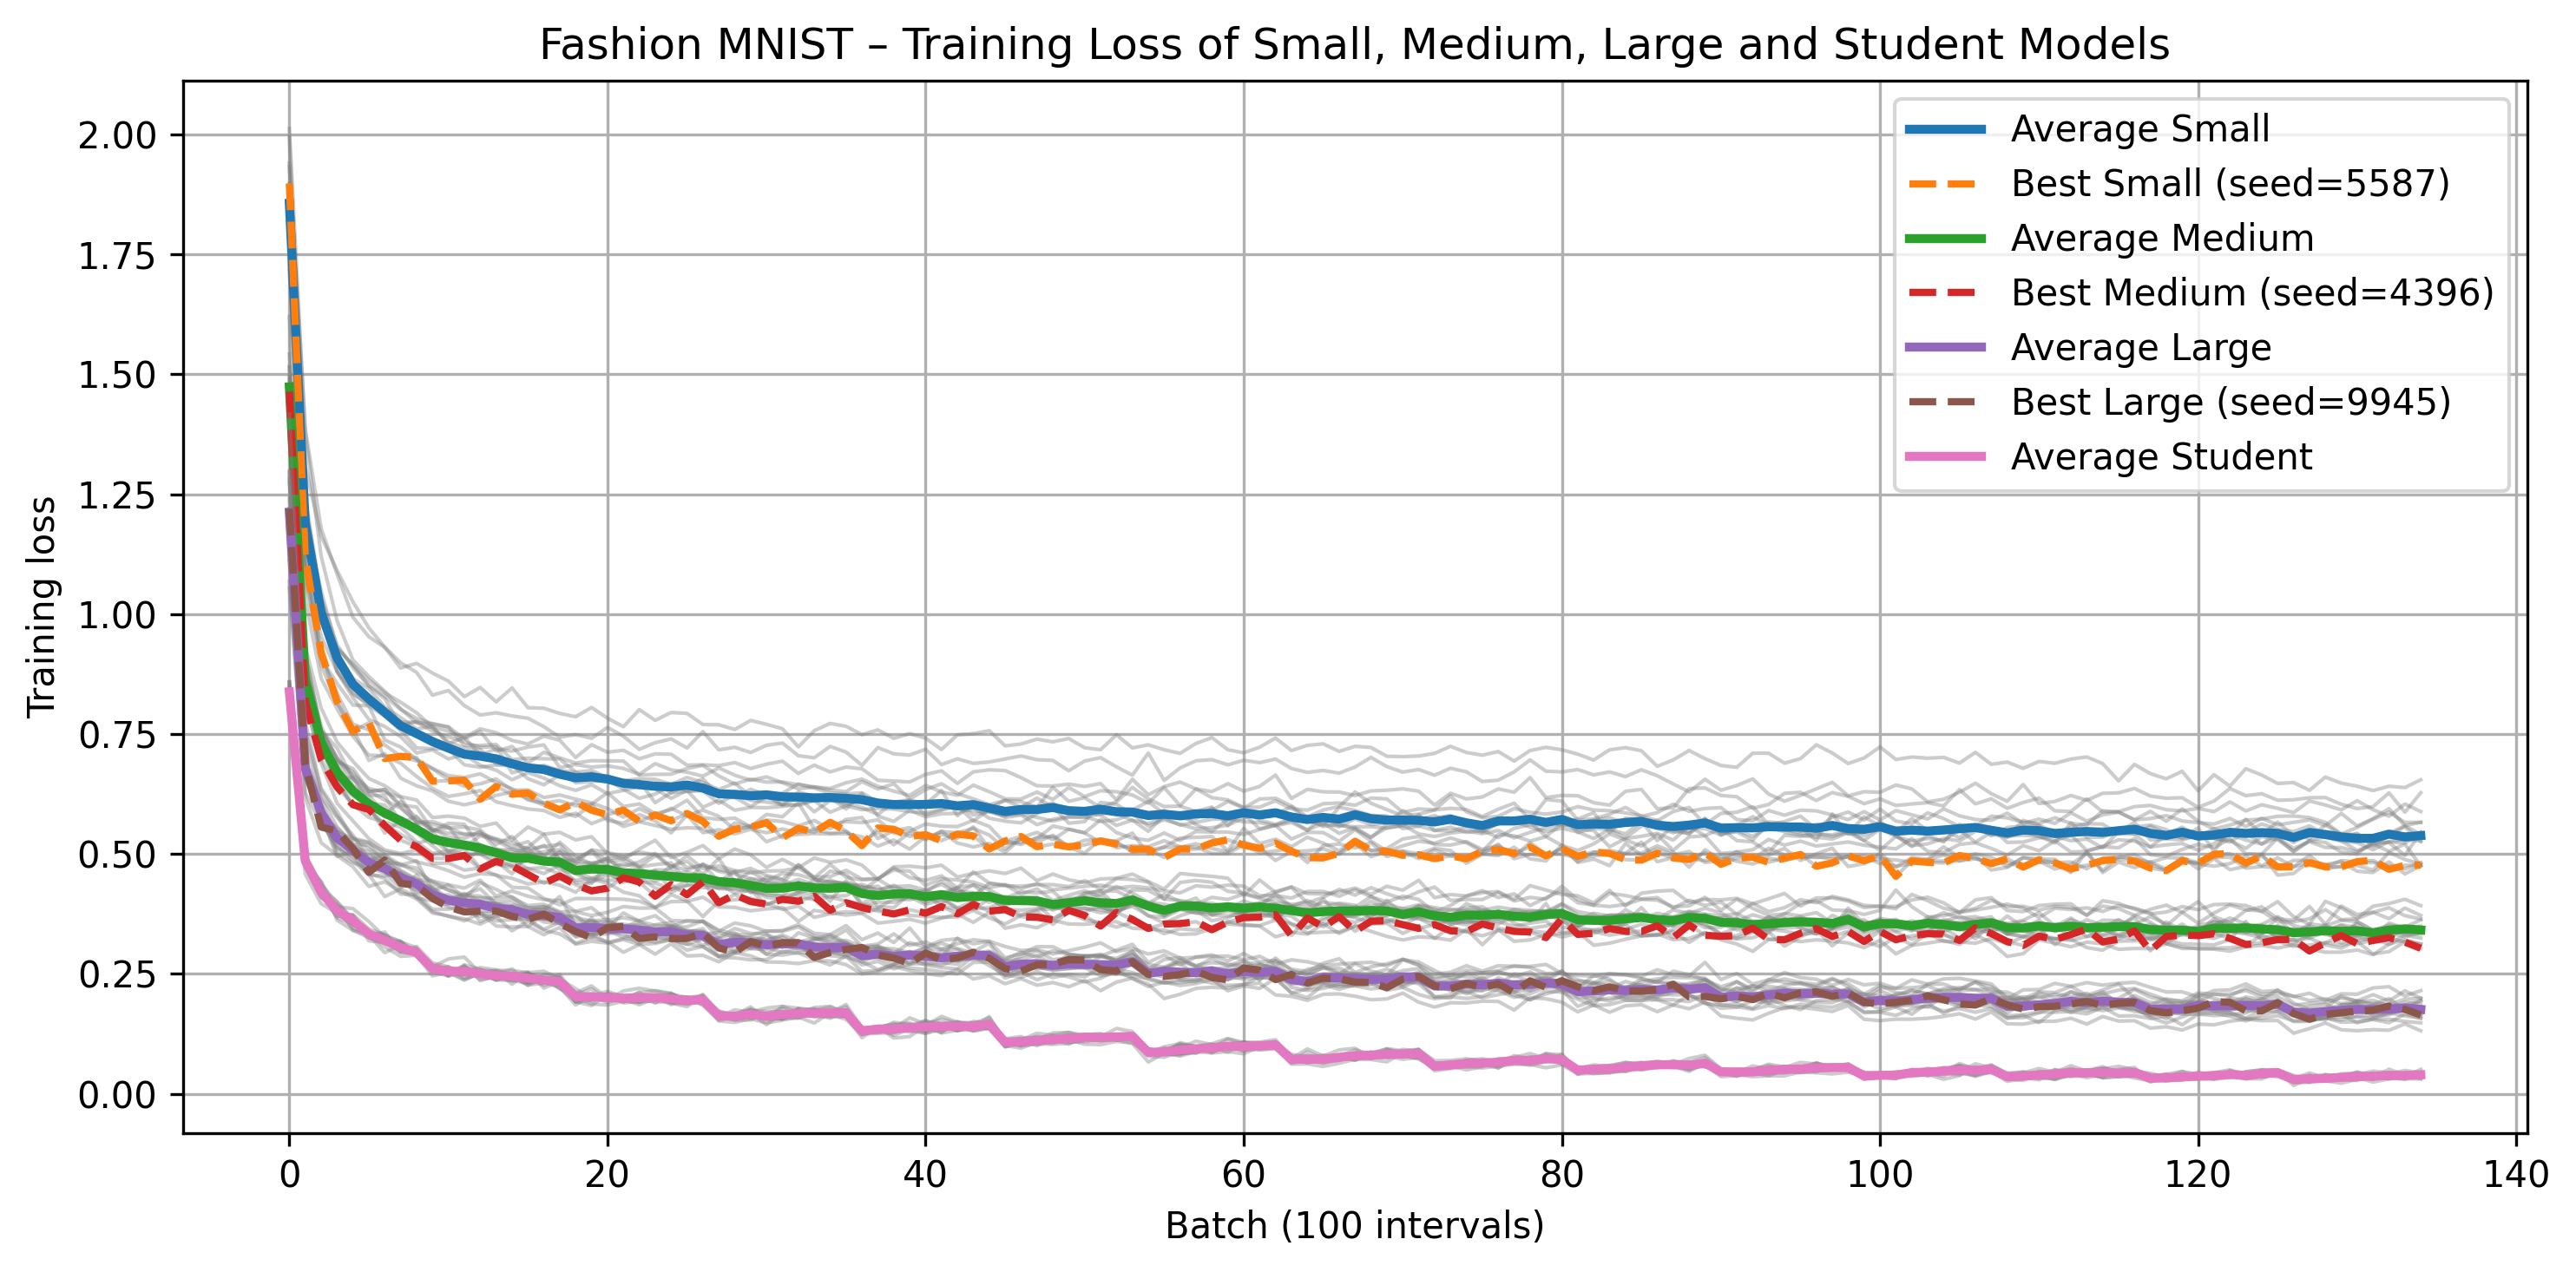 Fashion MNIST – Training Loss of Small, Medium, Large and Student Models
Training loss
2.00
1.75
1.50
1.25
1.00
0.75
0.50
0.25
0.00
Average Small
Best Small (seed=5587)
Average Medium
Best Medium (seed=4396)
Average Large
Best Large (seed=9945)
Average Student
0 20 40 60 80 100 120 140
Batch (100 intervals)